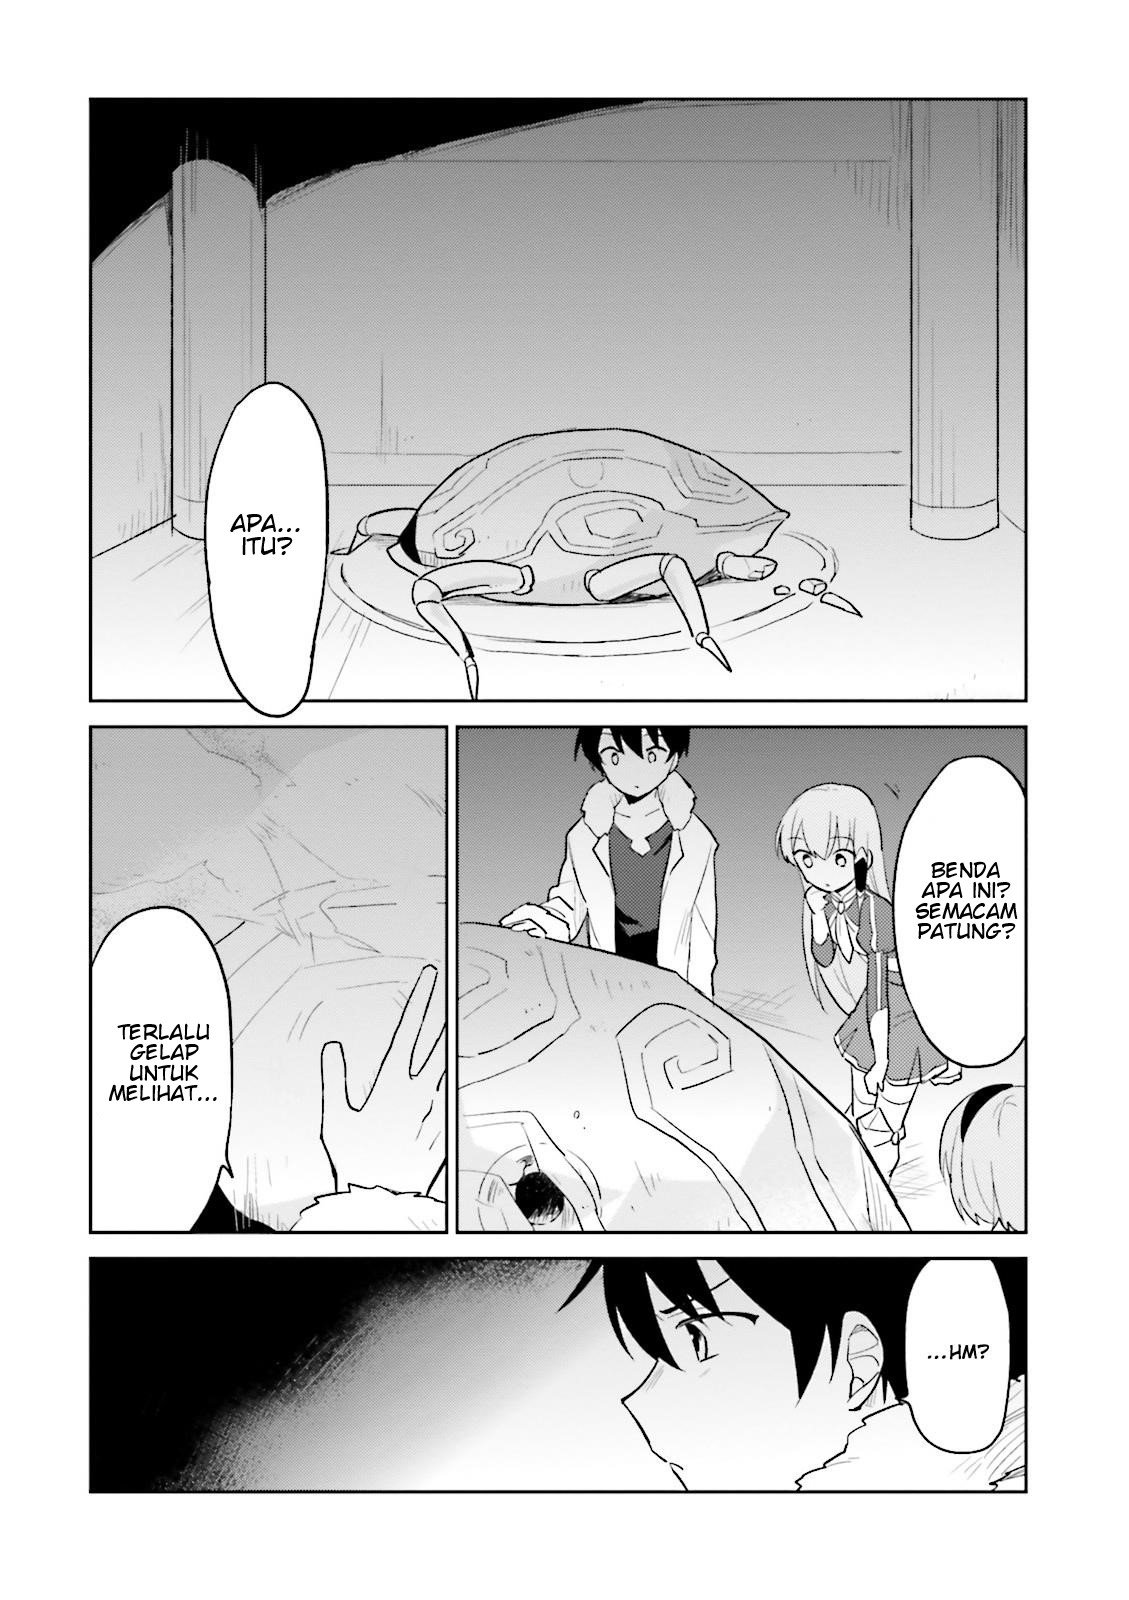 APA...
ITU?
BENDA
APA INI?
SEMACAM
PATUNG?
TERLALU
GELAP
UNTUK
MELIHAT...
...HM?